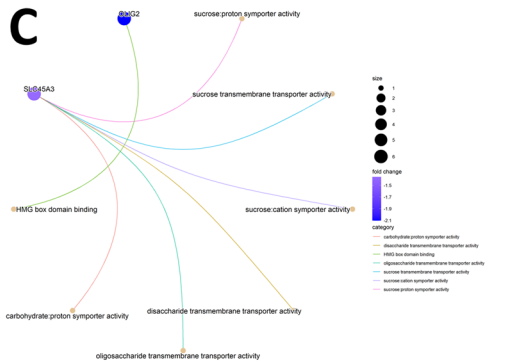 C
OLIG2
sucrose:proton symporter activity
SLC45A3
sucrose transmembrane transporter activity
HMG box domain binding
sucrose:cation symporter activity
carbohydrate:proton symporter activity
disaccharide transmembrane transporter activity
oligosaccharide transmembrane transporter activity
size
1
2
3
4
5
6
fold change
-1.5
-1.7
-1.9
-2.1
category
carbohydrate:proton symporter activity
disaccharide transmembrane transporter activity
HMG box domain binding
oligosaccharide transmembrane transporter activity
sucrose transmembrane transporter activity
sucrose:cation symporter activity
sucrose:proton symporter activity